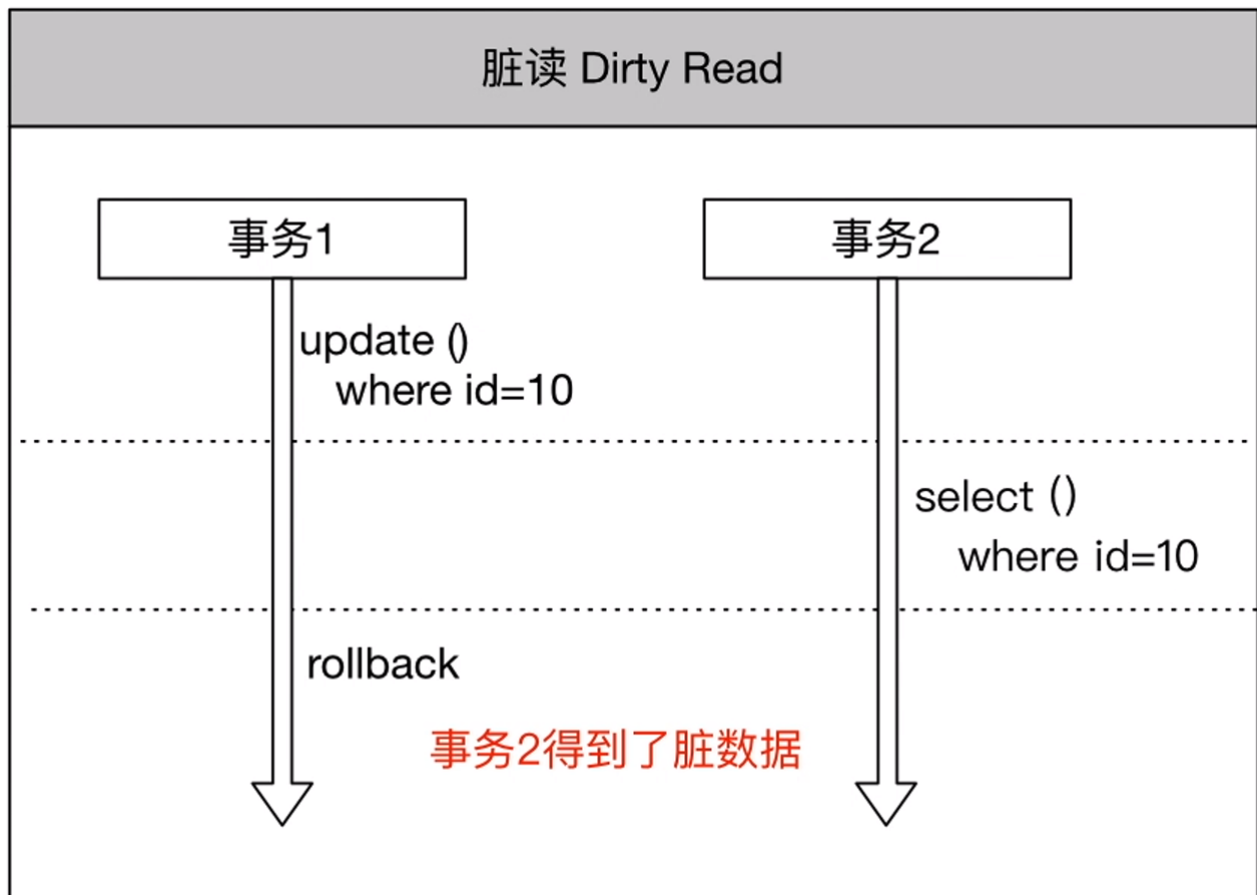 脏读 Dirty Read
事务1
事务2
update ()
where id=10
select ()
where id=10
rollback
事务2得到了脏数据